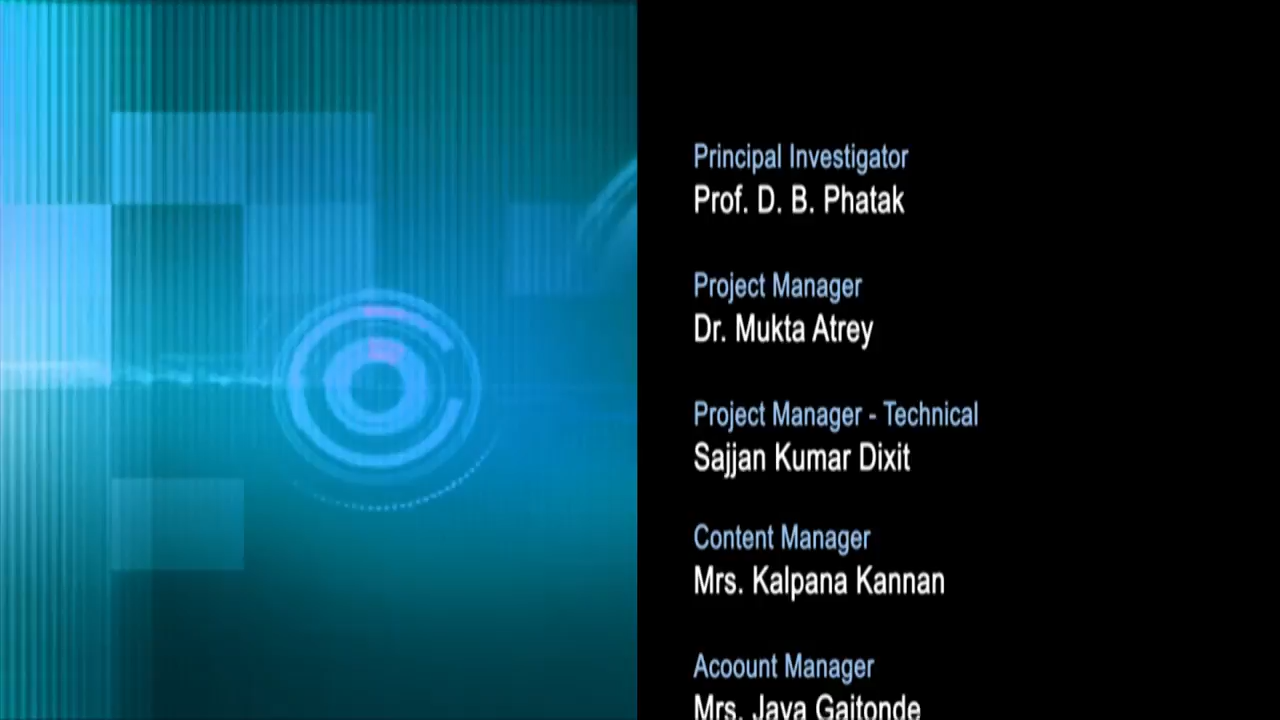 Principal Investigator
Prof. D. B. Phatak
Project Manager
Dr. Mukta Atrey
Project Manager - Technical
Sajjan Kumar Dixit
Content Manager
Mrs. Kalpana Kannan
Acoount Manager
Mrs. Jaya Gaitonde